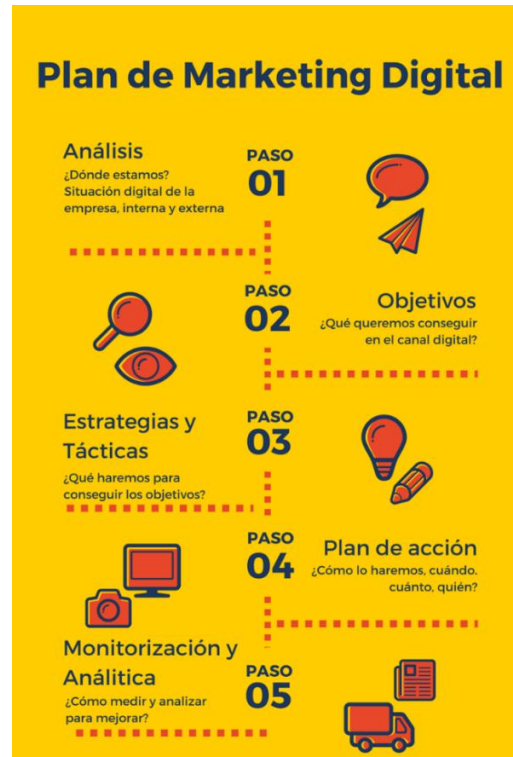 Plan de Marketing Digital
Análisis
¿Dónde estamos?
Situación digital de la
empresa, interna y externa
PASO
01
PASO
02
Objetivos
¿Qué queremos conseguir
en el canal digital?
Estrategias y
Tácticas
¿Qué haremos para
conseguir los objetivos?
PASO
03
PASO
04
Plan de acción
¿Cómo lo haremos, cuándo,
cuánto, quién?
Monitorización y
Análitica
¿Cómo medir y analizar
para mejorar?
PASO
05